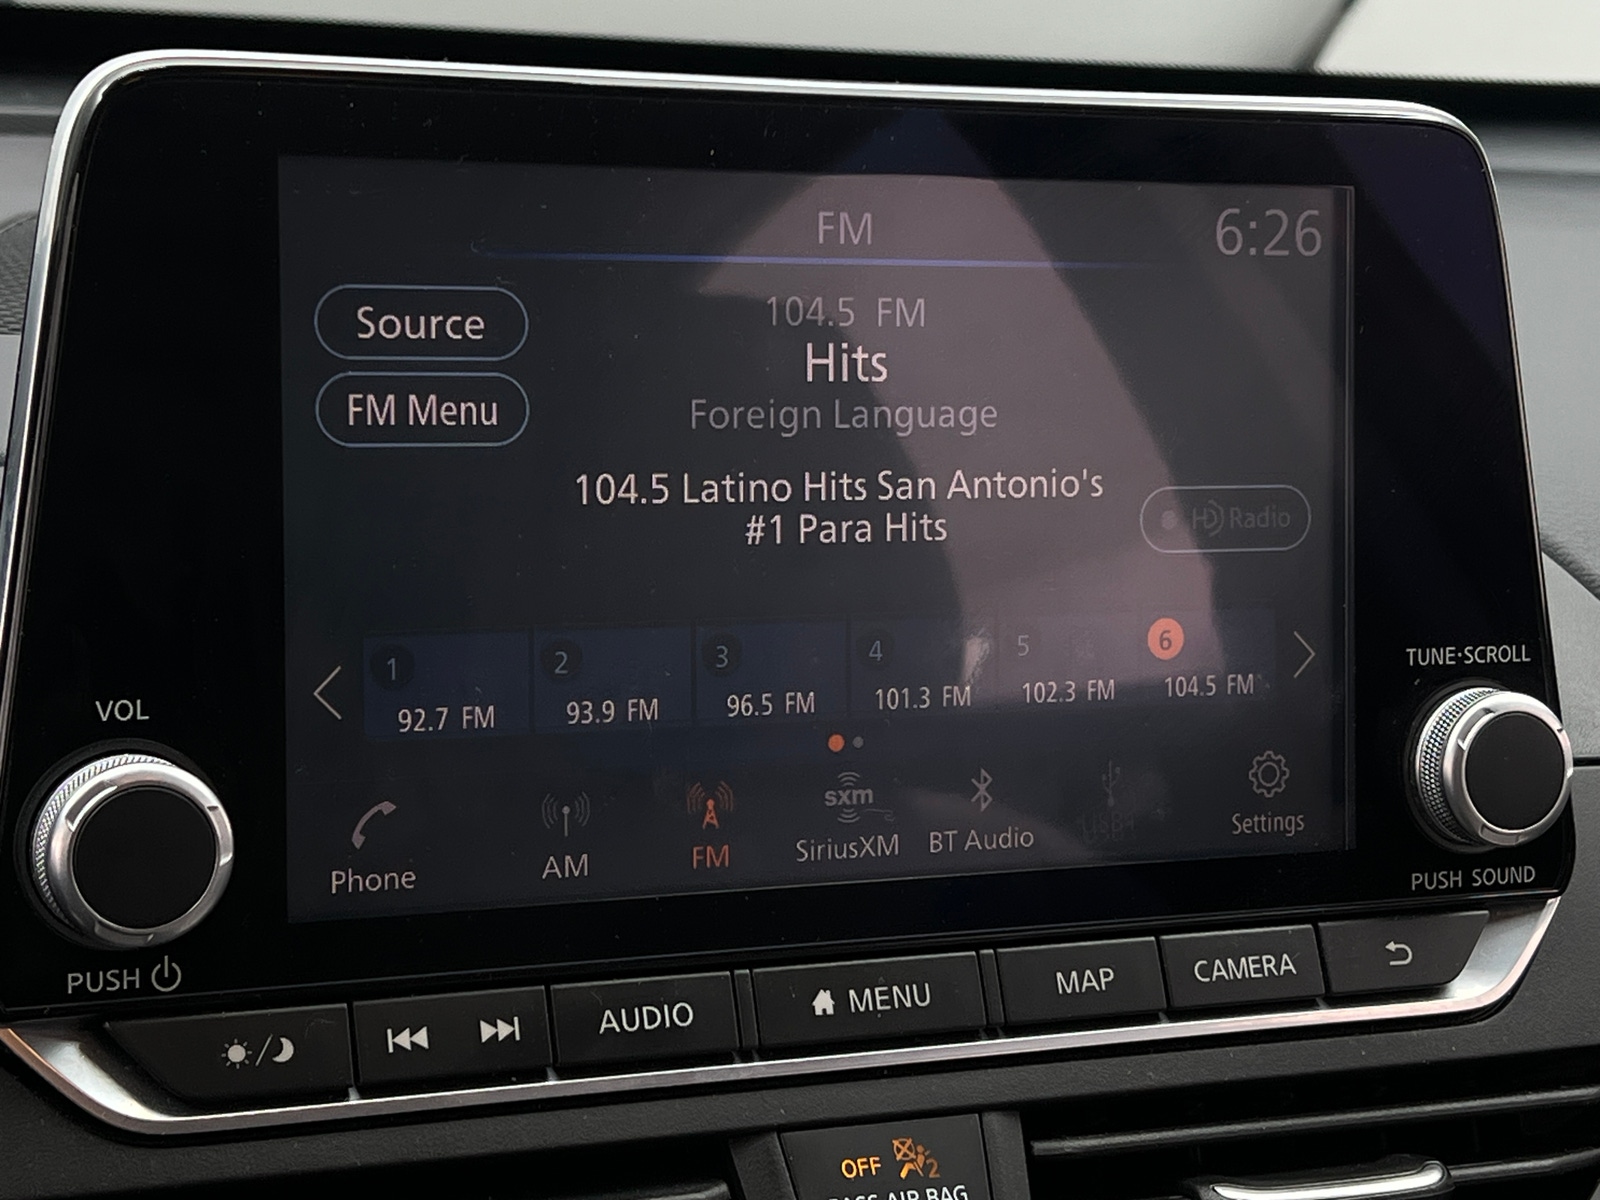 FM
6:26
Source
104.5 FM
Hits
FM Menu
Foreign Language
104.5 Latino Hits San Antonio's
#1 Para Hits
HD Radio
1
2
3
4
5
6
92.7 FM
93.9 FM
96.5 FM
101.3 FM
102.3 FM
104.5 FM
sxm
Phone
AM
FM
SiriusXM
BT Audio
Settings
VOL
PUSH
TUNE·SCROLL
PUSH SOUND
AUDIO
MENU
MAP
CAMERA
OFF
2
PASS AIR BAG